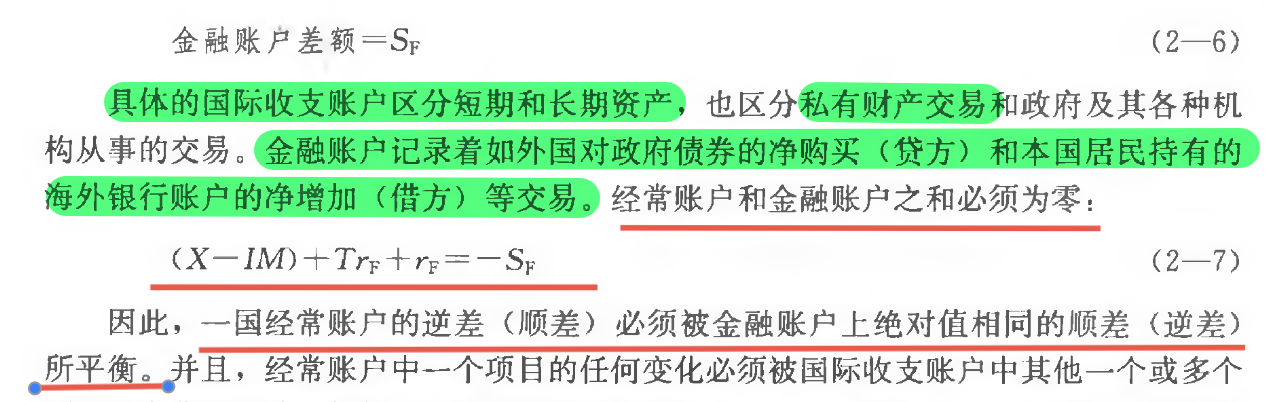 金融账户差额=S_F (2—6)
具体的国际收支账户区分短期和长期资产，也区分私有财产交易和政府及其各种机
构从事的交易。金融账户记录着如外国对政府债券的净购买（贷方）和本国居民持有的
海外银行账户的净增加（借方）等交易。经常账户和金融账户之和必须为零：
(X-IM)+Tr_F+r_F=-S_F (2—7)
因此，一国经常账户的逆差（顺差）必须被金融账户上绝对值相同的顺差（逆差）
所平衡。并且，经常账户中一个项目的任何变化必须被国际收支账户中其他一个或多个